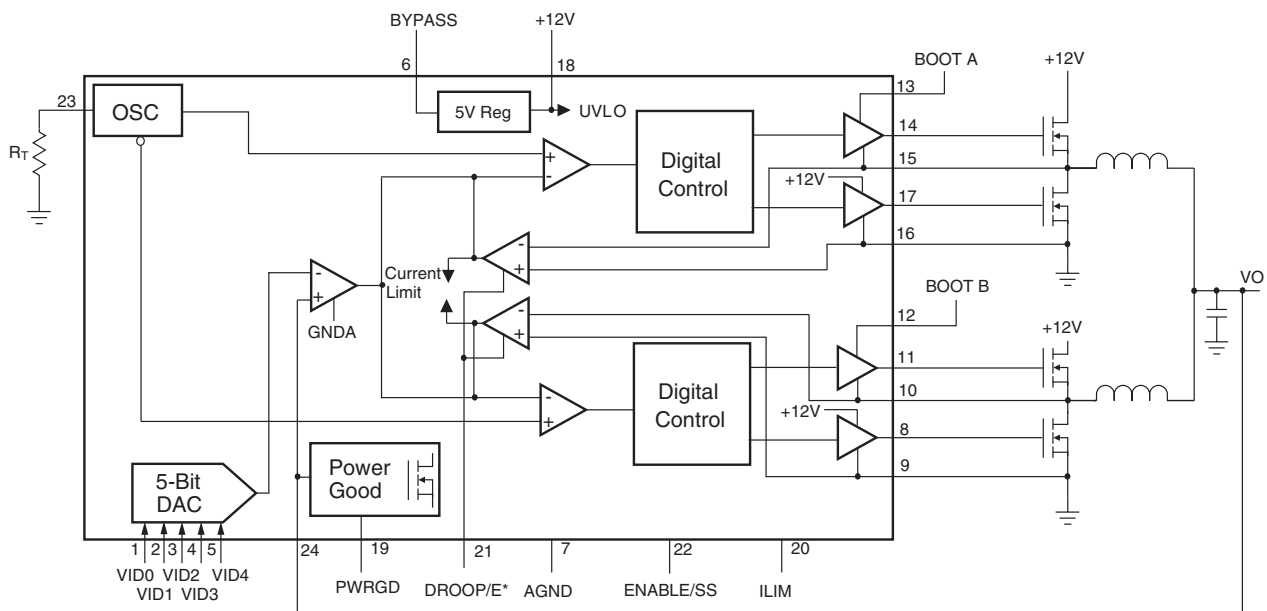 BYPASS
+12V
6
18
BOOT A
+12V
23
OSC
5V Reg
UVLO
13
14
15
RT
+
-
Digital
Control
+12V
17
16
-
+
Current
Limit
-
+
GNDA
VO
BOOT B
-
+
12
+12V
11
10
-
+
Digital
Control
+12V
8
9
Power
Good
5-Bit
DAC
1
2
3
4
5
24
19
21
7
22
20
VID0
VID2
VID4
VID1
VID3
PWRGD
DROOP/E*
AGND
ENABLE/SS
ILIM